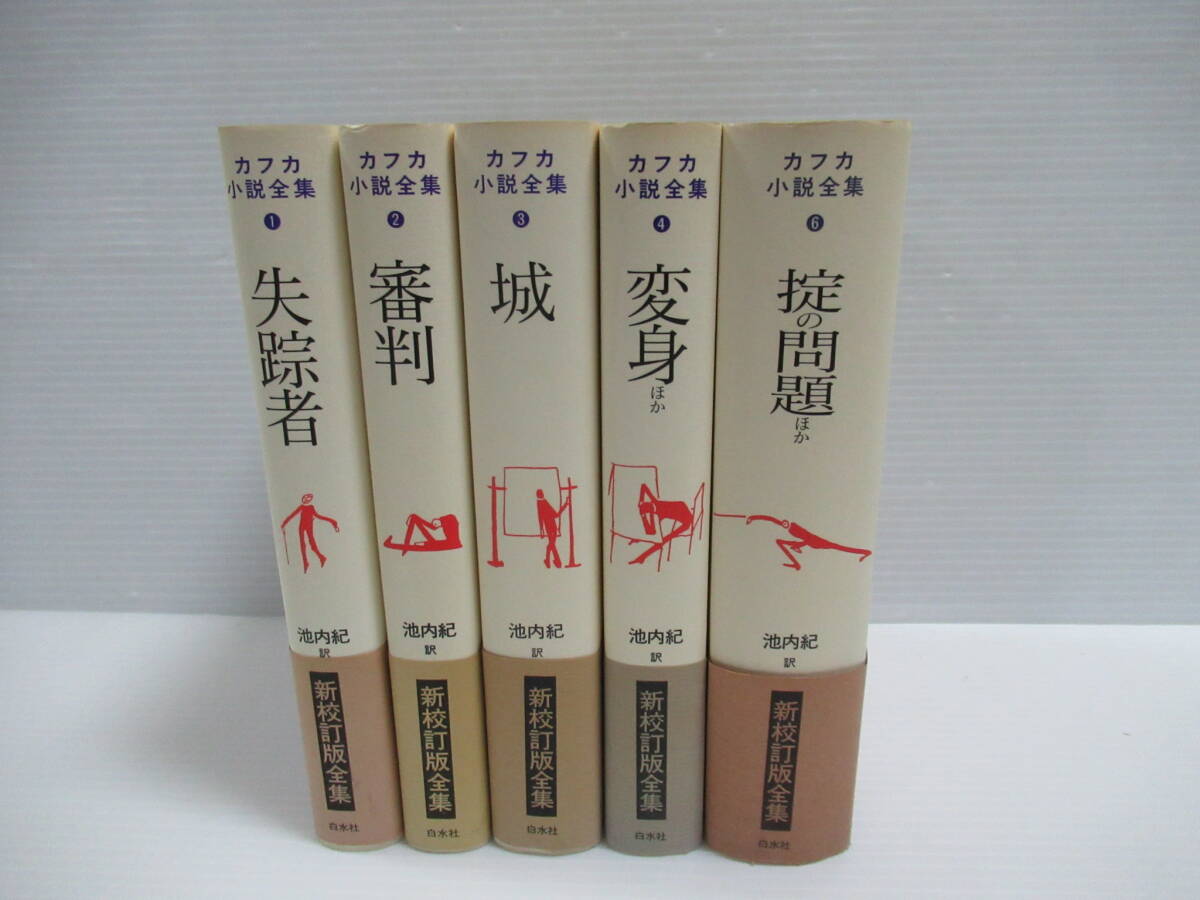 カフカ
小説全集
1
失踪者
池内紀
訳
新校訂版全集
白水社
カフカ
小説全集
2
審判
池内紀
訳
新校訂版全集
白水社
カフカ
小説全集
3
城
池内紀
訳
新校訂版全集
白水社
カフカ
小説全集
4
変身ほか
池内紀
訳
新校訂版全集
白水社
カフカ
小説全集
6
掟の問題ほか
池内紀
訳
新校訂版全集
白水社